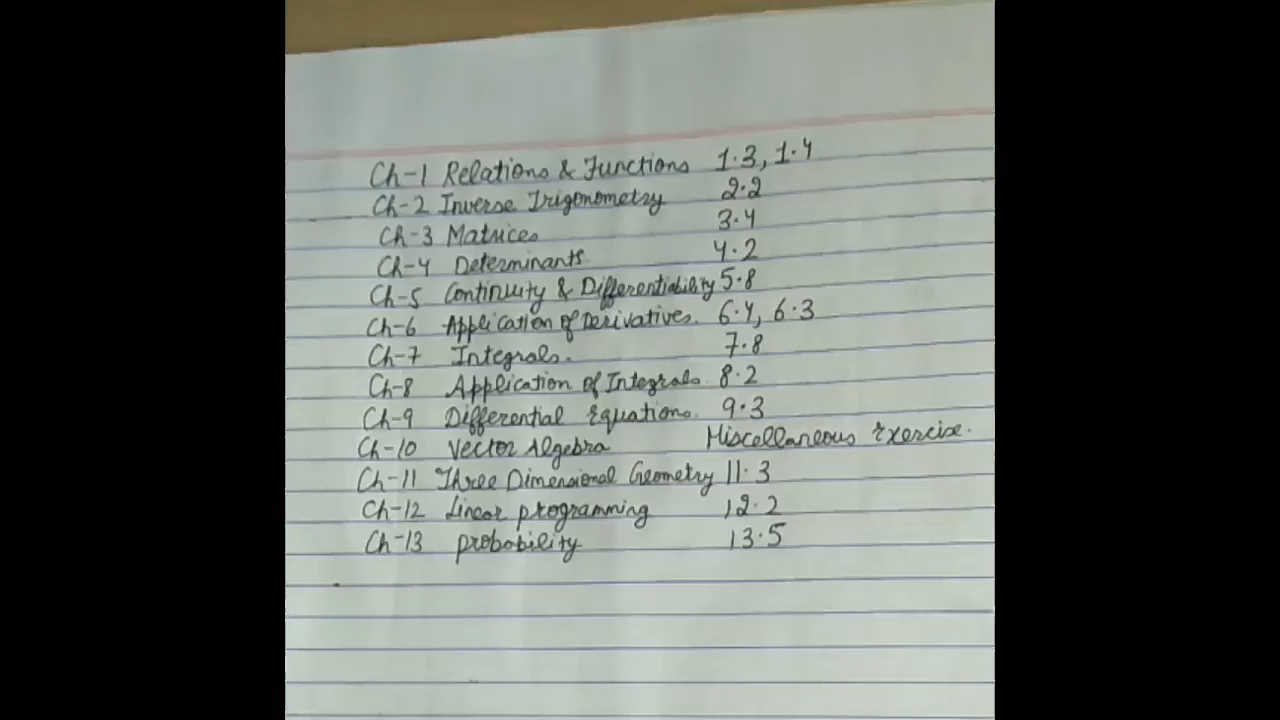 Ch-1 Relations & Functions 1.3, 1.4
Ch-2 Inverse Trigonometry 2.2
Ch-3 Matrices 3.4
Ch-4 Determinants 4.2
Ch-5 Continuity & Differentiability 5.8
Ch-6 Application of Derivatives. 6.4, 6.3
Ch-7 Integrals. 7.8
Ch-8 Application of Integrals 8.2
Ch-9 Differential Equations. 9.3
Ch-10 Vector Algebra Miscellaneous Exercise.
Ch-11 Three Dimensional Geometry 11.3
Ch-12 Linear programming 12.2
Ch-13 probability 13.5